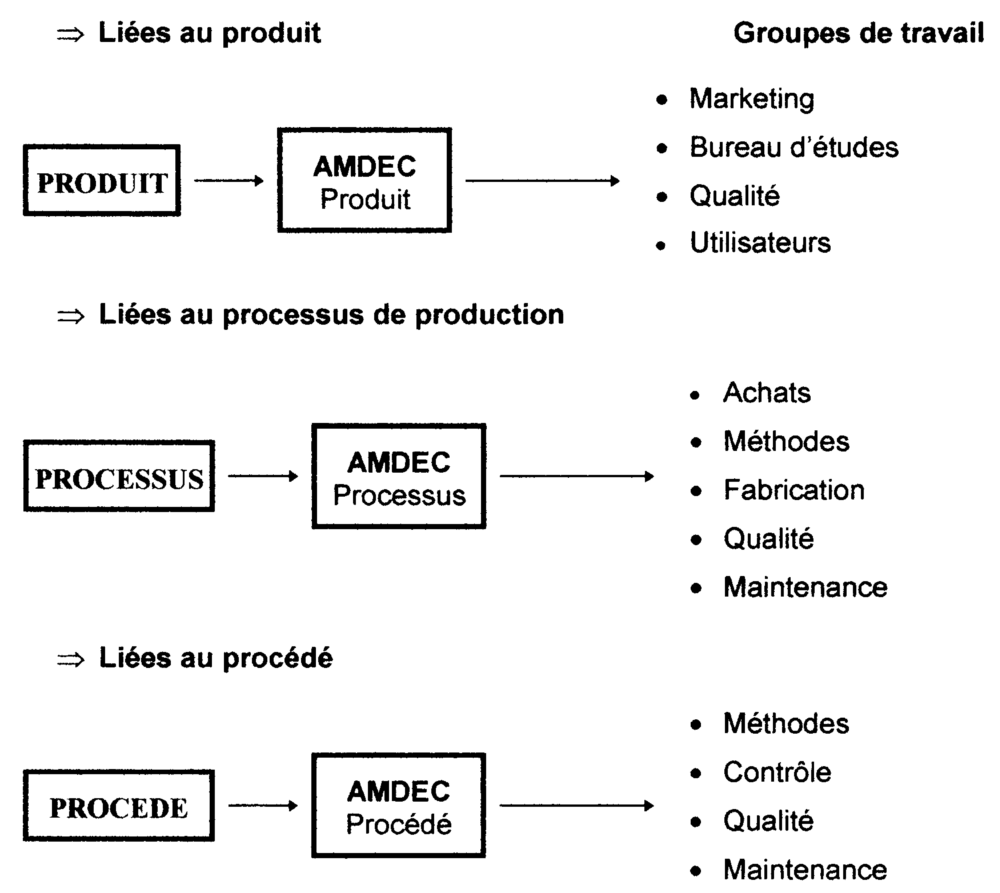 ⇒ Liées au produit
Groupes de travail
PRODUIT
AMDEC
Produit
• Marketing
• Bureau d'études
• Qualité
• Utilisateurs
⇒ Liées au processus de production
PROCESSUS
AMDEC
Processus
• Achats
• Méthodes
• Fabrication
• Qualité
• Maintenance
⇒ Liées au procédé
PROCEDE
AMDEC
Procédé
• Méthodes
• Contrôle
• Qualité
• Maintenance